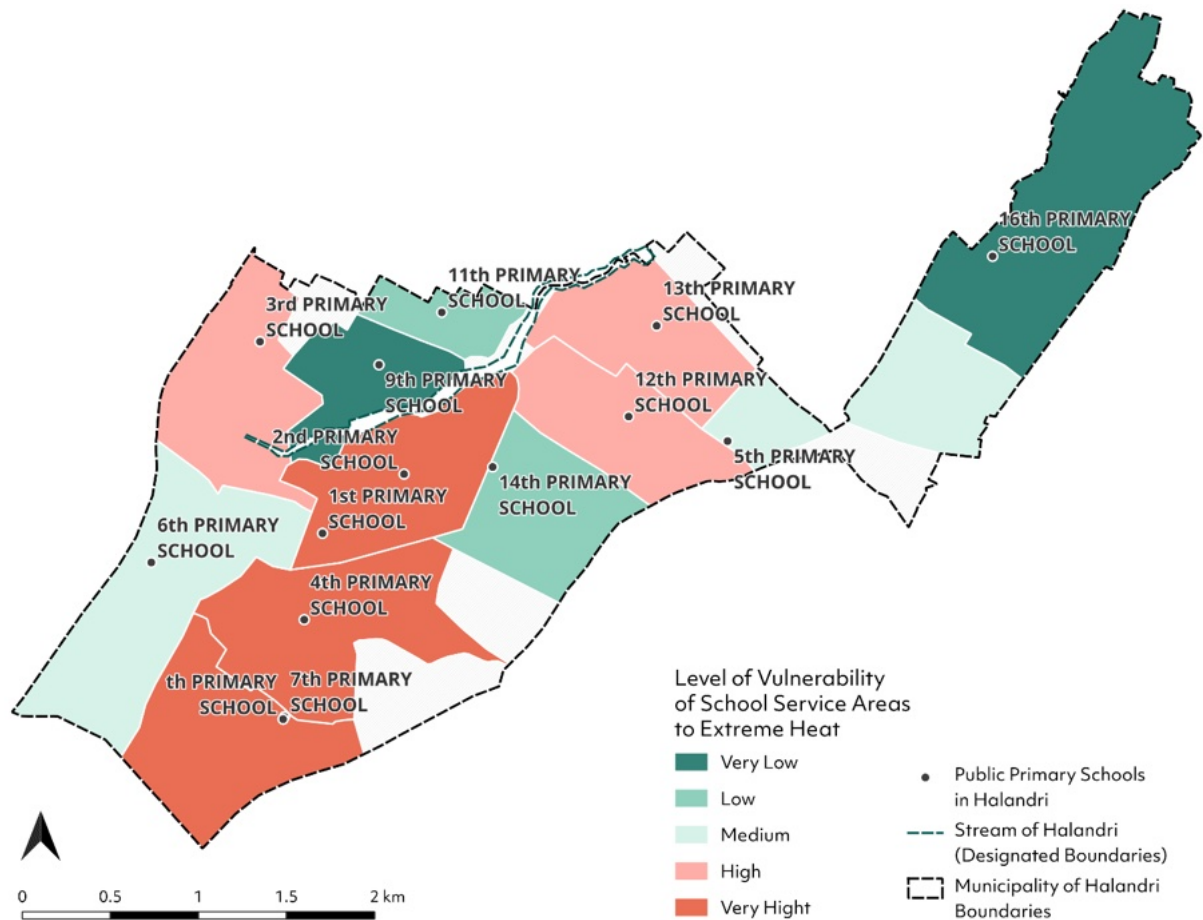 16th PRIMARY
SCHOOL
11th PRIMARY
SCHOOL
13th PRIMARY
SCHOOL
3rd PRIMARY
SCHOOL
9th PRIMARY
SCHOOL
12th PRIMARY
SCHOOL
2nd PRIMARY
SCHOOL
5th PRIMARY
SCHOOL
14th PRIMARY
SCHOOL
1st PRIMARY
SCHOOL
6th PRIMARY
SCHOOL
4th PRIMARY
SCHOOL
th PRIMARY
SCHOOL
7th PRIMARY
SCHOOL
Level of Vulnerability
of School Service Areas
to Extreme Heat
Very Low
Low
Medium
High
Very Hight
Public Primary Schools
in Halandri
Stream of Halandri
(Designated Boundaries)
Municipality of Halandri
Boundaries
0 0.5 1 1.5 2 km